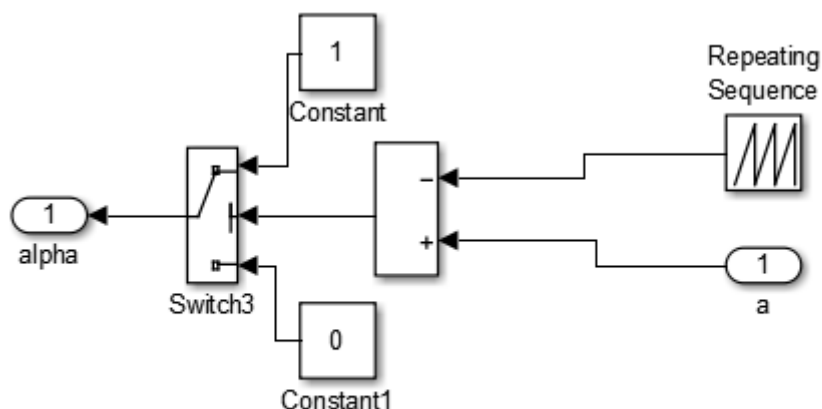 1
Constant
Repeating
Sequence
−
+
1
alpha
1
a
Switch3
0
Constant1